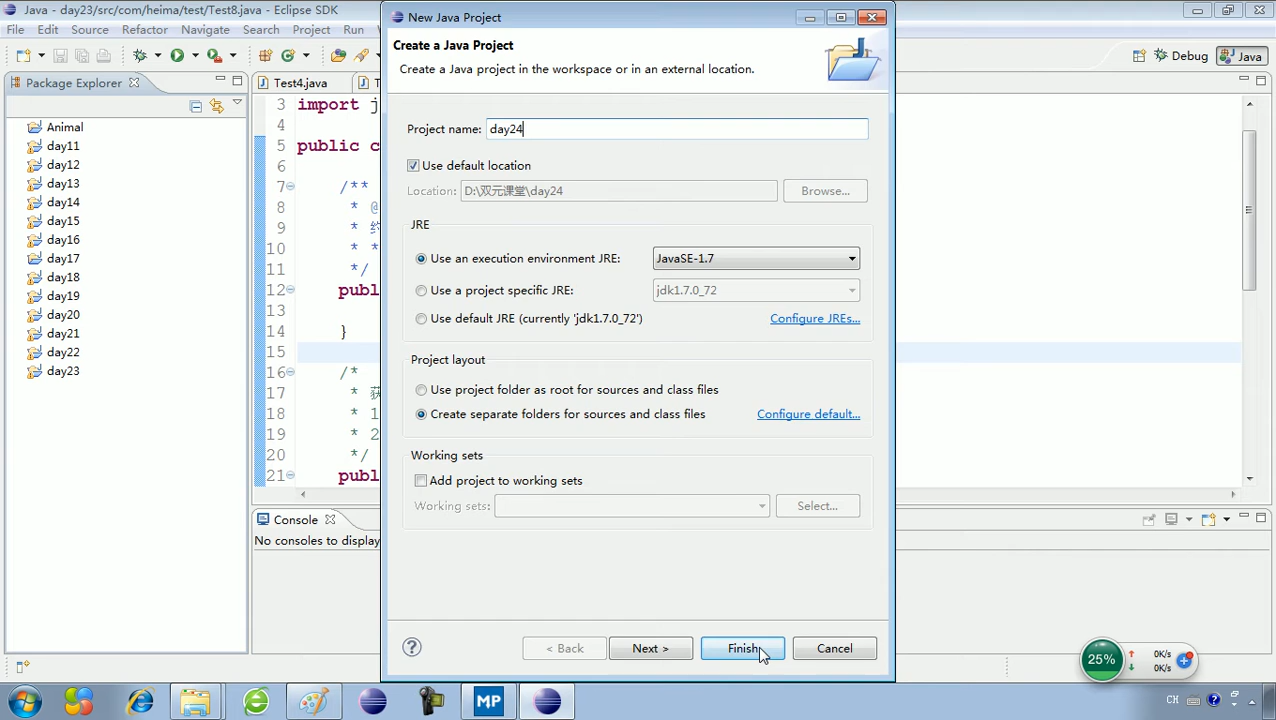 Java - day23/src/com/heima/test/Test8.java - Eclipse SDK
File Edit Source Refactor Navigate Search Project Run
Debug Java
Package Explorer
Animal
day11
day12
day13
day14
day15
day16
day17
day18
day19
day20
day21
day22
day23
Test4.java
3 import j
4
5 public c
6
7 /**
8 * @
9 *
10 * *
11 */
12 publ
13
14 }
15
16 /*
17 * 获
18 * 1
19 * 2
20 */
21 publ
Console
No consoles to display
New Java Project
Create a Java Project
Create a Java project in the workspace or in an external location.
Project name: day24
Use default location
Location: D:\双元课堂\day24 Browse...
JRE
Use an execution environment JRE: JavaSE-1.7
Use a project specific JRE: jdk1.7.0_72
Use default JRE (currently 'jdk1.7.0_72') Configure JREs...
Project layout
Use project folder as root for sources and class files
Create separate folders for sources and class files Configure default...
Working sets
Add project to working sets
Working sets: Select...
< Back Next > Finish Cancel
25% 0K/s
0K/s
MP
CH